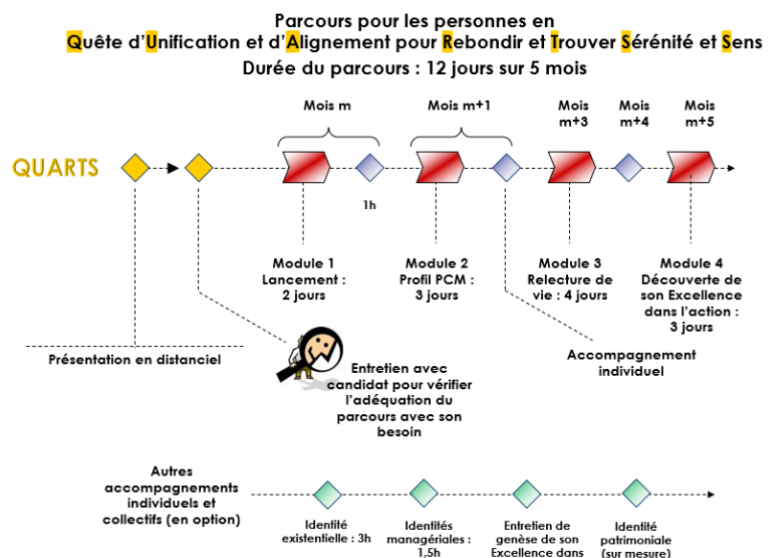 Parcours pour les personnes en
Quête d'Unification et d'Alignement pour Rebondir et Trouver Sérénité et Sens
Durée du parcours : 12 jours sur 5 mois
Mois m
Mois m+1
Mois
m+3
Mois
m+4
Mois
m+5
QUARTS
1h
Module 1
Lancement :
2 jours
Module 2
Profil PCM :
3 jours
Module 3
Relecture de
vie : 4 jours
Module 4
Découverte de
son Excellence
dans l'action :
3 jours
Présentation en distanciel
Entretien avec
candidat pour vérifier
l'adéquation du
parcours avec son
besoin
Accompagnement
individuel
Autres
accompagnements
individuels et
collectifs (en option)
Identité
existentielle : 3h
Identités
managériales :
1,5h
Entretien de
genèse de son
Excellence dans
Identité
patrimoniale
(sur mesure)